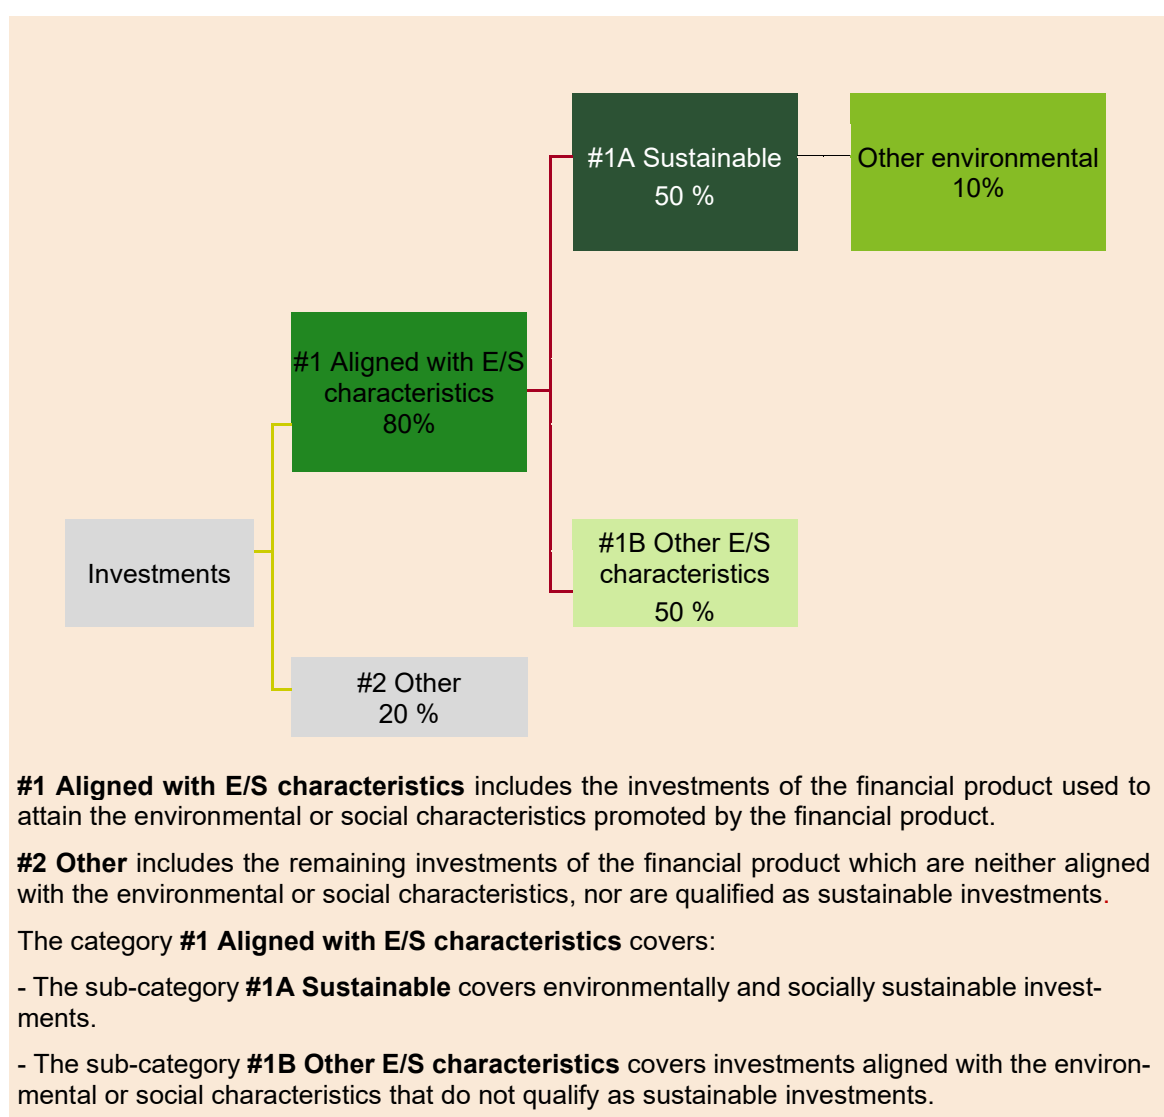 #1A Sustainable
50 %
Other environmental
10%
#1 Aligned with E/S
characteristics
80%
#1B Other E/S
characteristics
50 %
Investments
#2 Other
20 %
#1 Aligned with E/S characteristics includes the investments of the financial product used to
attain the environmental or social characteristics promoted by the financial product.
#2 Other includes the remaining investments of the financial product which are neither aligned
with the environmental or social characteristics, nor are qualified as sustainable investments.
The category #1 Aligned with E/S characteristics covers:
- The sub-category #1A Sustainable covers environmentally and socially sustainable invest-
ments.
- The sub-category #1B Other E/S characteristics covers investments aligned with the environ-
mental or social characteristics that do not qualify as sustainable investments.